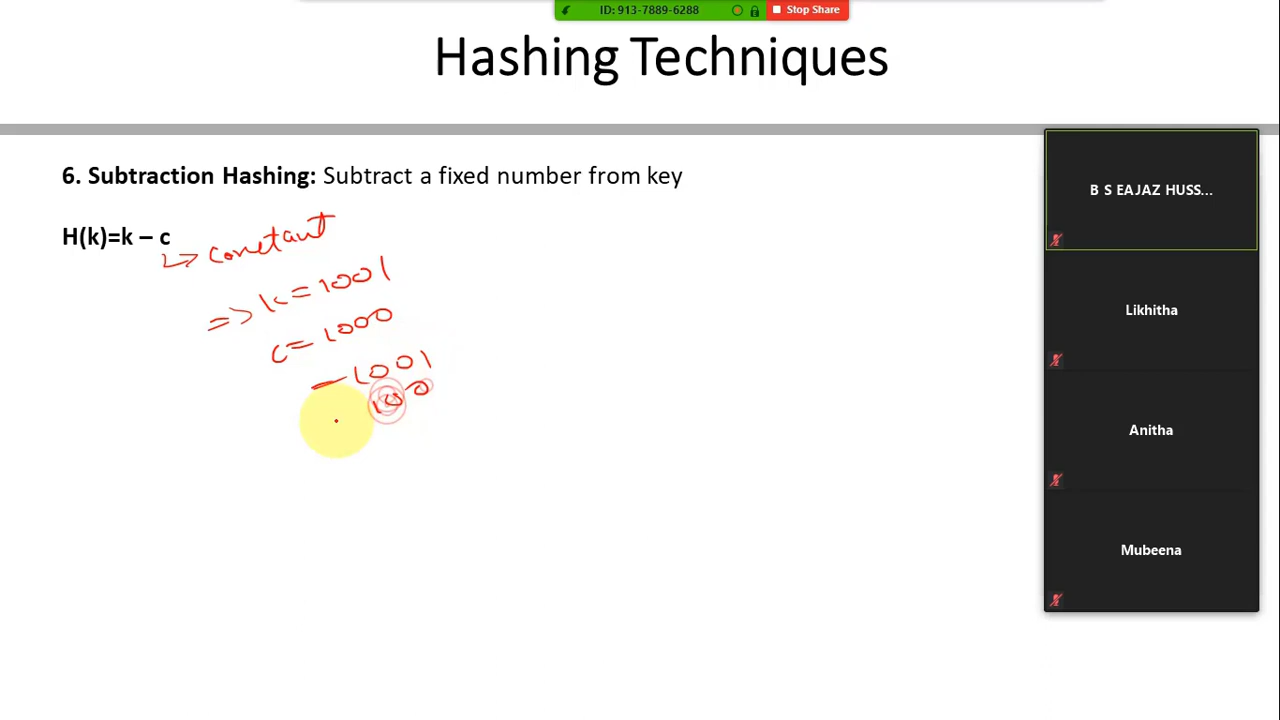 ID: 913-7889-6288 Stop Share
Hashing Techniques
6. Subtraction Hashing: Subtract a fixed number from key
H(k)=k – c
↳ constant
=> k = 1001
c = 1000
– 1001
100
B S EAJAZ HUSS...
Likhitha
Anitha
Mubeena